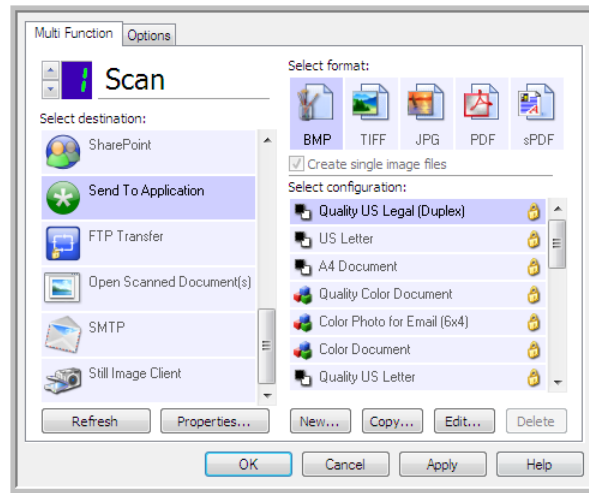 Multi Function
Options
1
Scan
Select destination:
SharePoint
Send To Application
FTP Transfer
Open Scanned Document(s)
SMTP
Still Image Client
Refresh
Properties...
Select format:
BMP
TIFF
JPG
PDF
sPDF
Create single image files
Select configuration:
Quality US Legal (Duplex)
US Letter
A4 Document
Quality Color Document
Color Photo for Email (6x4)
Color Document
Quality US Letter
New...
Copy...
Edit...
Delete
OK
Cancel
Apply
Help